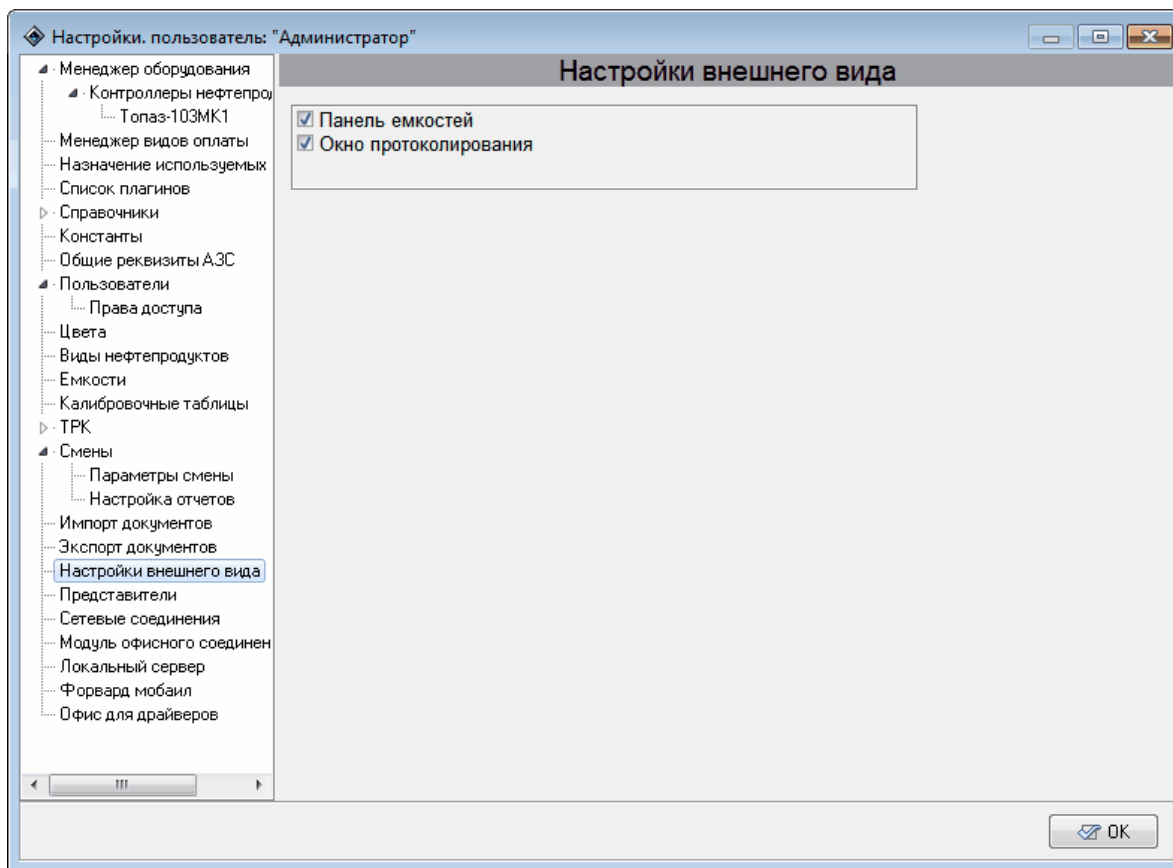 Настройки. пользователь: "Администратор"
Менеджер оборудования
Контроллеры нефтепро
Топаз-103МК1
Менеджер видов оплаты
Назначение используемых
Список плагинов
Справочники
Константы
Общие реквизиты АЗС
Пользователи
Права доступа
Цвета
Виды нефтепродуктов
Емкости
Калибровочные таблицы
ТРК
Смены
Параметры смены
Настройка отчетов
Импорт документов
Экспорт документов
Настройки внешнего вида
Представители
Сетевые соединения
Модуль офисного соединен
Локальный сервер
Форвард мобаил
Офис для драйверов
Настройки внешнего вида
Панель емкостей
Окно протоколирования
OK